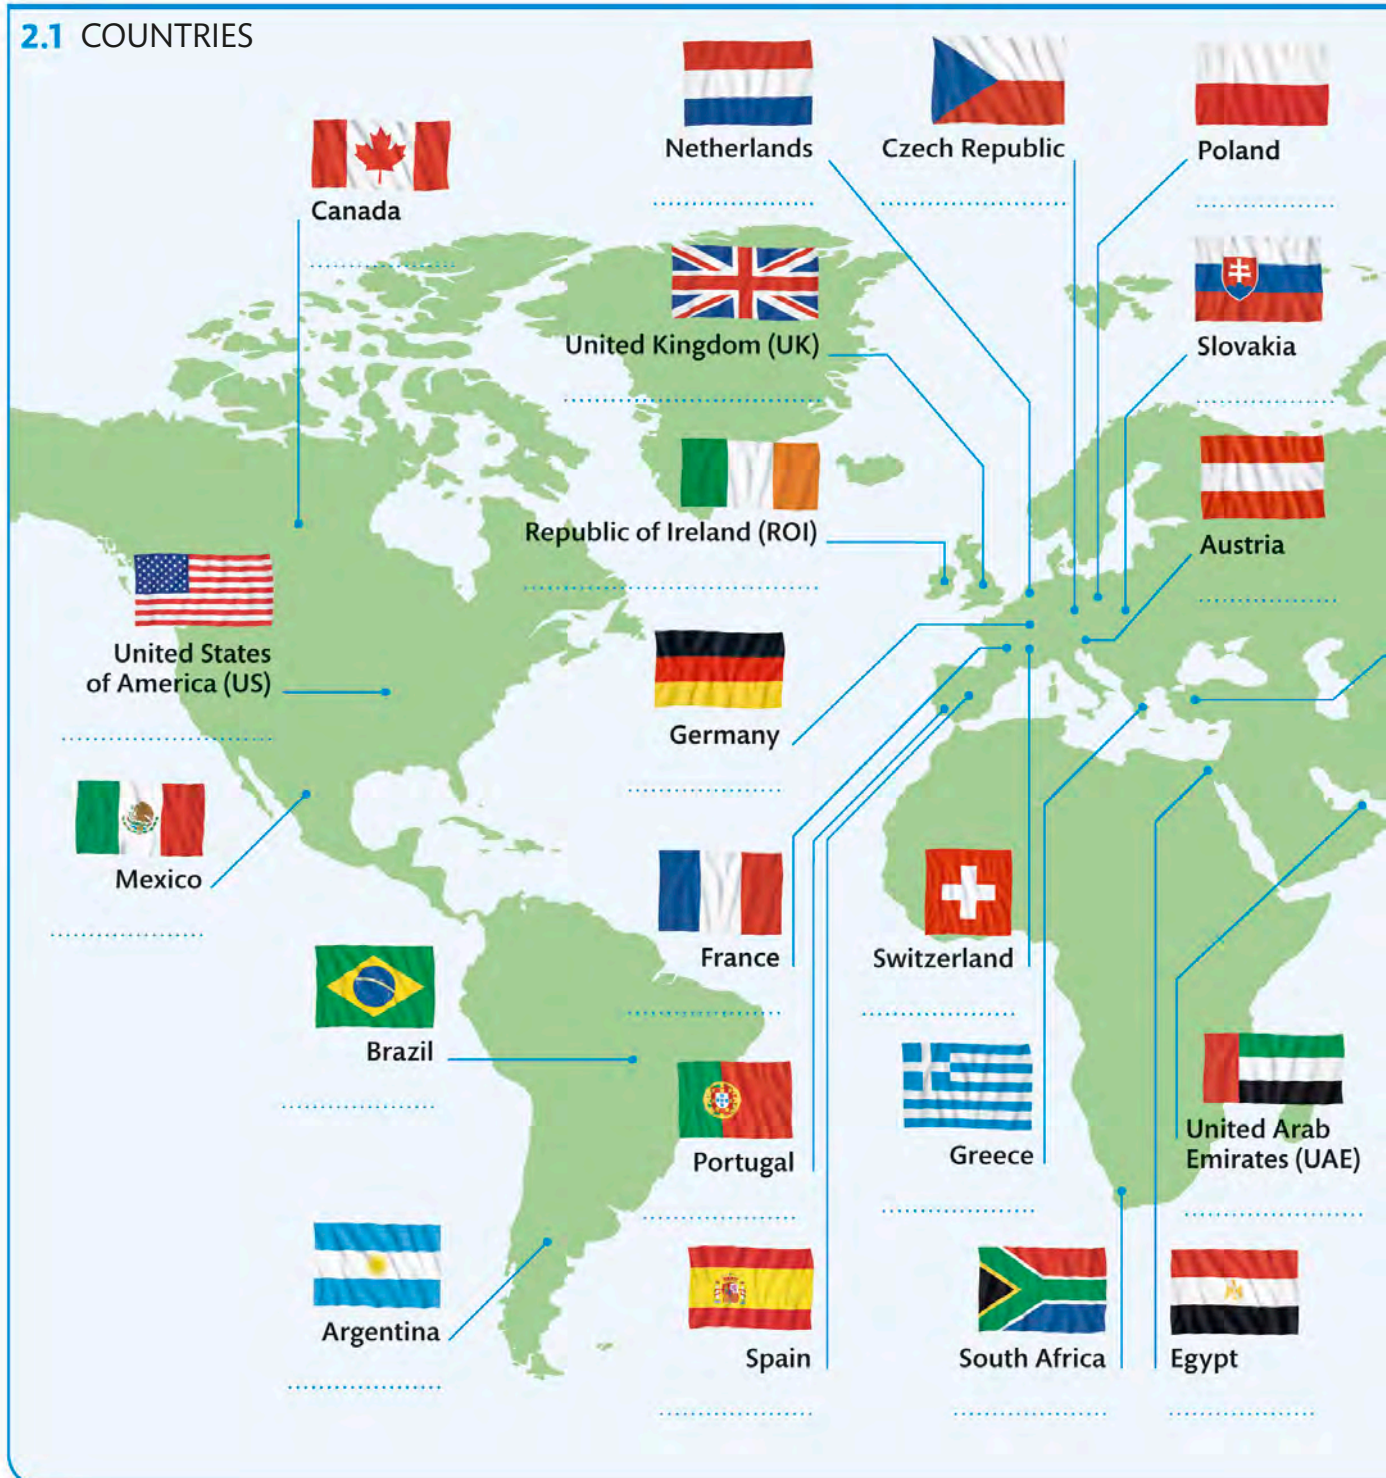 2.1 COUNTRIES
Netherlands
Czech Republic
Poland
Canada
United Kingdom (UK)
Slovakia
Republic of Ireland (ROI)
Austria
United States
of America (US)
Germany
Mexico
France
Switzerland
Brazil
Portugal
Greece
United Arab
Emirates (UAE)
Argentina
Spain
South Africa
Egypt